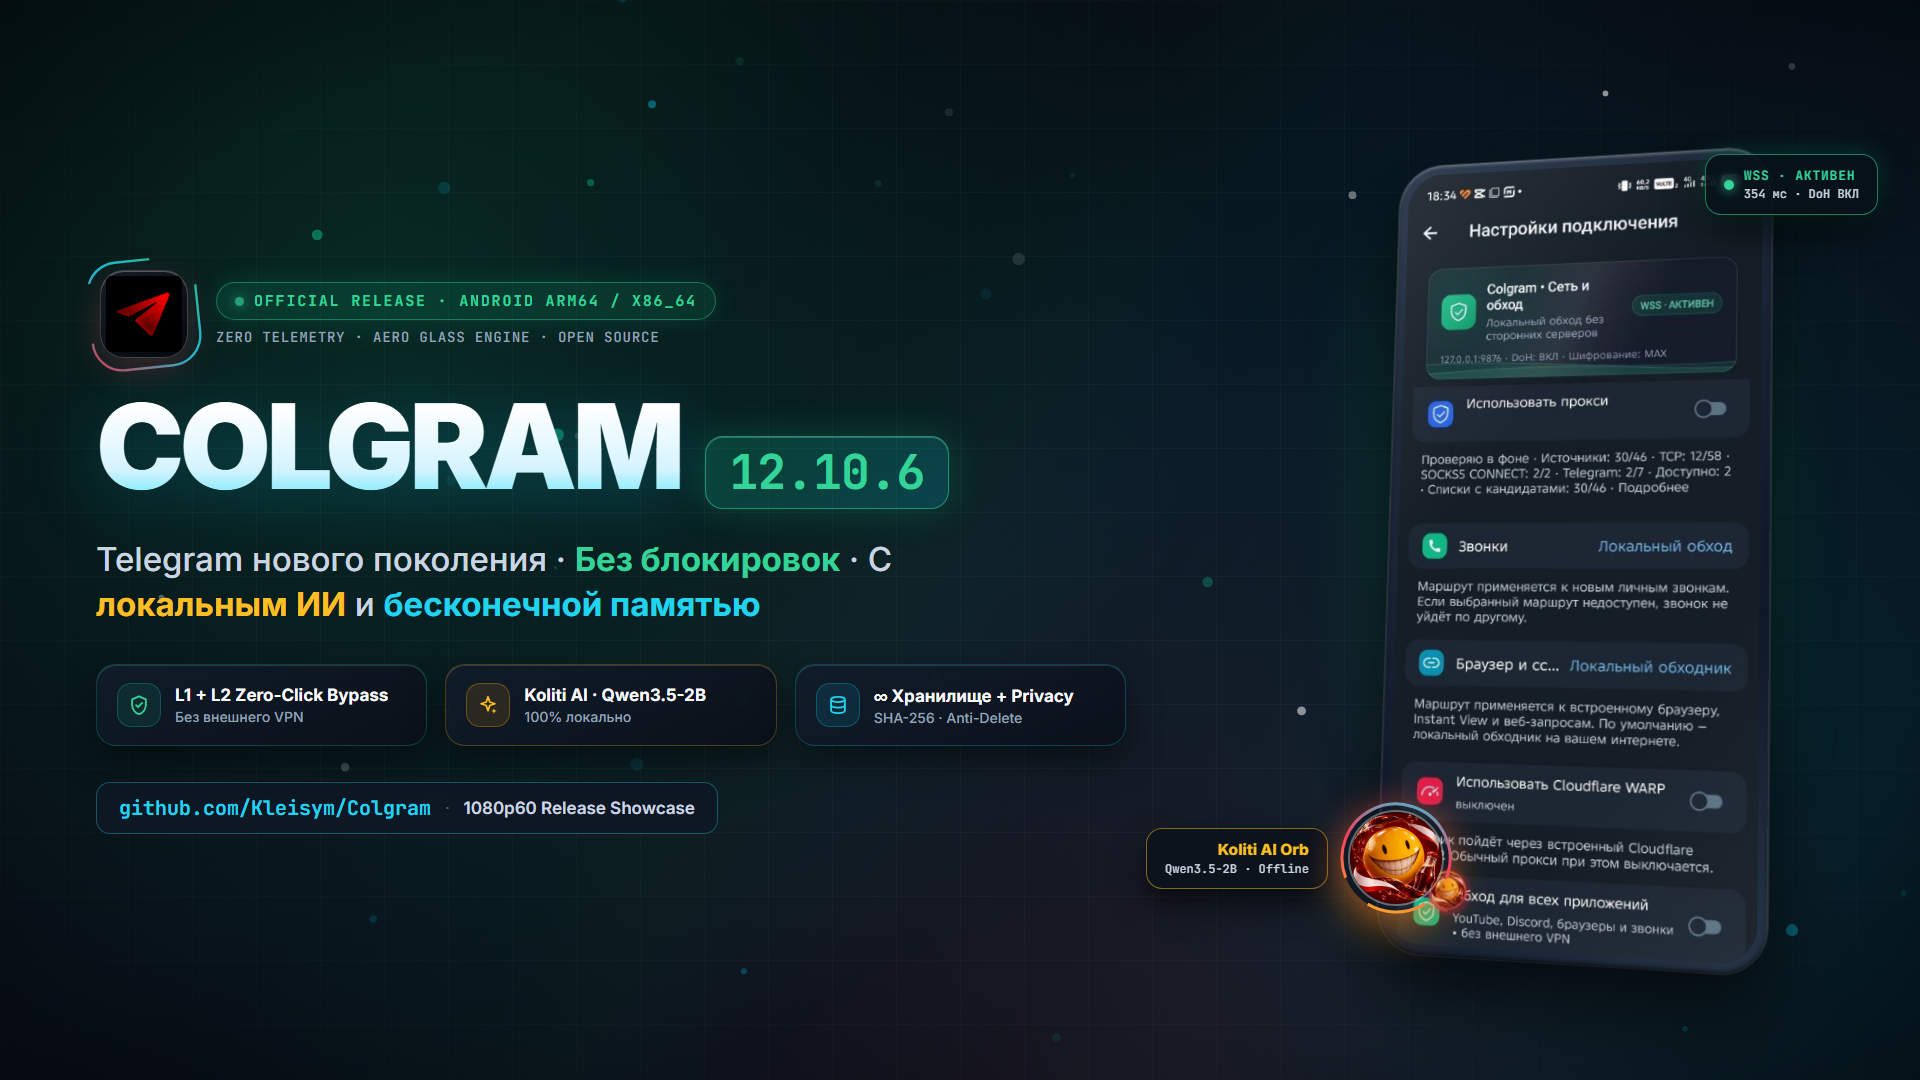 OFFICIAL RELEASE · ANDROID ARM64 / X86_64
ZERO TELEMETRY · AERO GLASS ENGINE · OPEN SOURCE
COLGRAM 12.10.6
Telegram нового поколения · Без блокировок · С
локальным ИИ и бесконечной памятью
L1 + L2 Zero-Click Bypass
Без внешнего VPN
Koliti AI · Qwen3.5-2B
100% локально
∞ Хранилище + Privacy
SHA-256 · Anti-Delete
github.com/Kleisym/Colgram · 1080p60 Release Showcase
WSS · АКТИВЕН
354 мс · DoH ВКЛ
18:34
Настройки подключения
Colgram • Сеть и
обход
WSS · АКТИВЕН
Локальный обход без
сторонних серверов
127.0.0.1:9876 · DoH: ВКЛ · Шифрование: MAX
Использовать прокси
Проверяю в фоне · Источники: 30/46 · TCP: 12/58 ·
SOCKS5 CONNECT: 2/2 · Telegram: 2/7 · Доступно: 2
· Списки с кандидатами: 30/46 · Подробнее
Звонки Локальный обход
Маршрут применяется к новым личным звонкам.
Если выбранный маршрут недоступен, звонок не
уйдёт по другому.
Браузер и сс... Локальный обходник
Маршрут применяется к встроенному браузеру,
Instant View и веб-запросам. По умолчанию —
локальный обходник на вашем интернете.
Использовать Cloudflare WARP
выключен
пойдёт через встроенный Cloudflare
Обычный прокси при этом выключается.
бход для всех приложений
YouTube, Discord, браузеры и звонки
• без внешнего VPN
Koliti AI Orb
Qwen3.5-2B · Offline